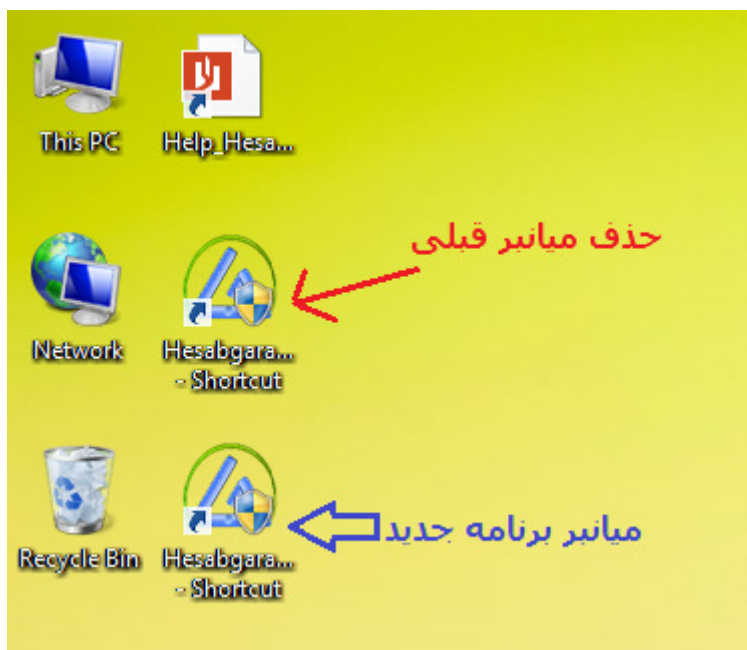 This PC
Help_Hesa...
حذف میانبر قبلی
Network
Hesabgara...
- Shortcut
میانبر برنامه جدید
Recycle Bin
Hesabgara...
- Shortcut